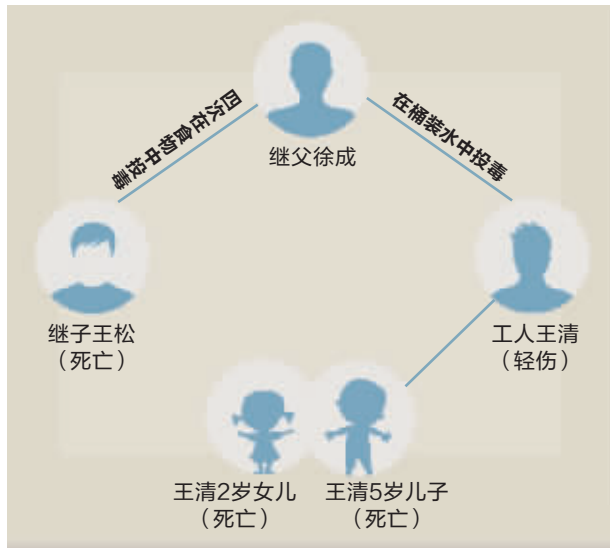 四次在食物中投毒
在桶装水中投毒
继父徐成
继子王松
（死亡）
工人王清
（轻伤）
王清2岁女儿
（死亡）
王清5岁儿子
（死亡）